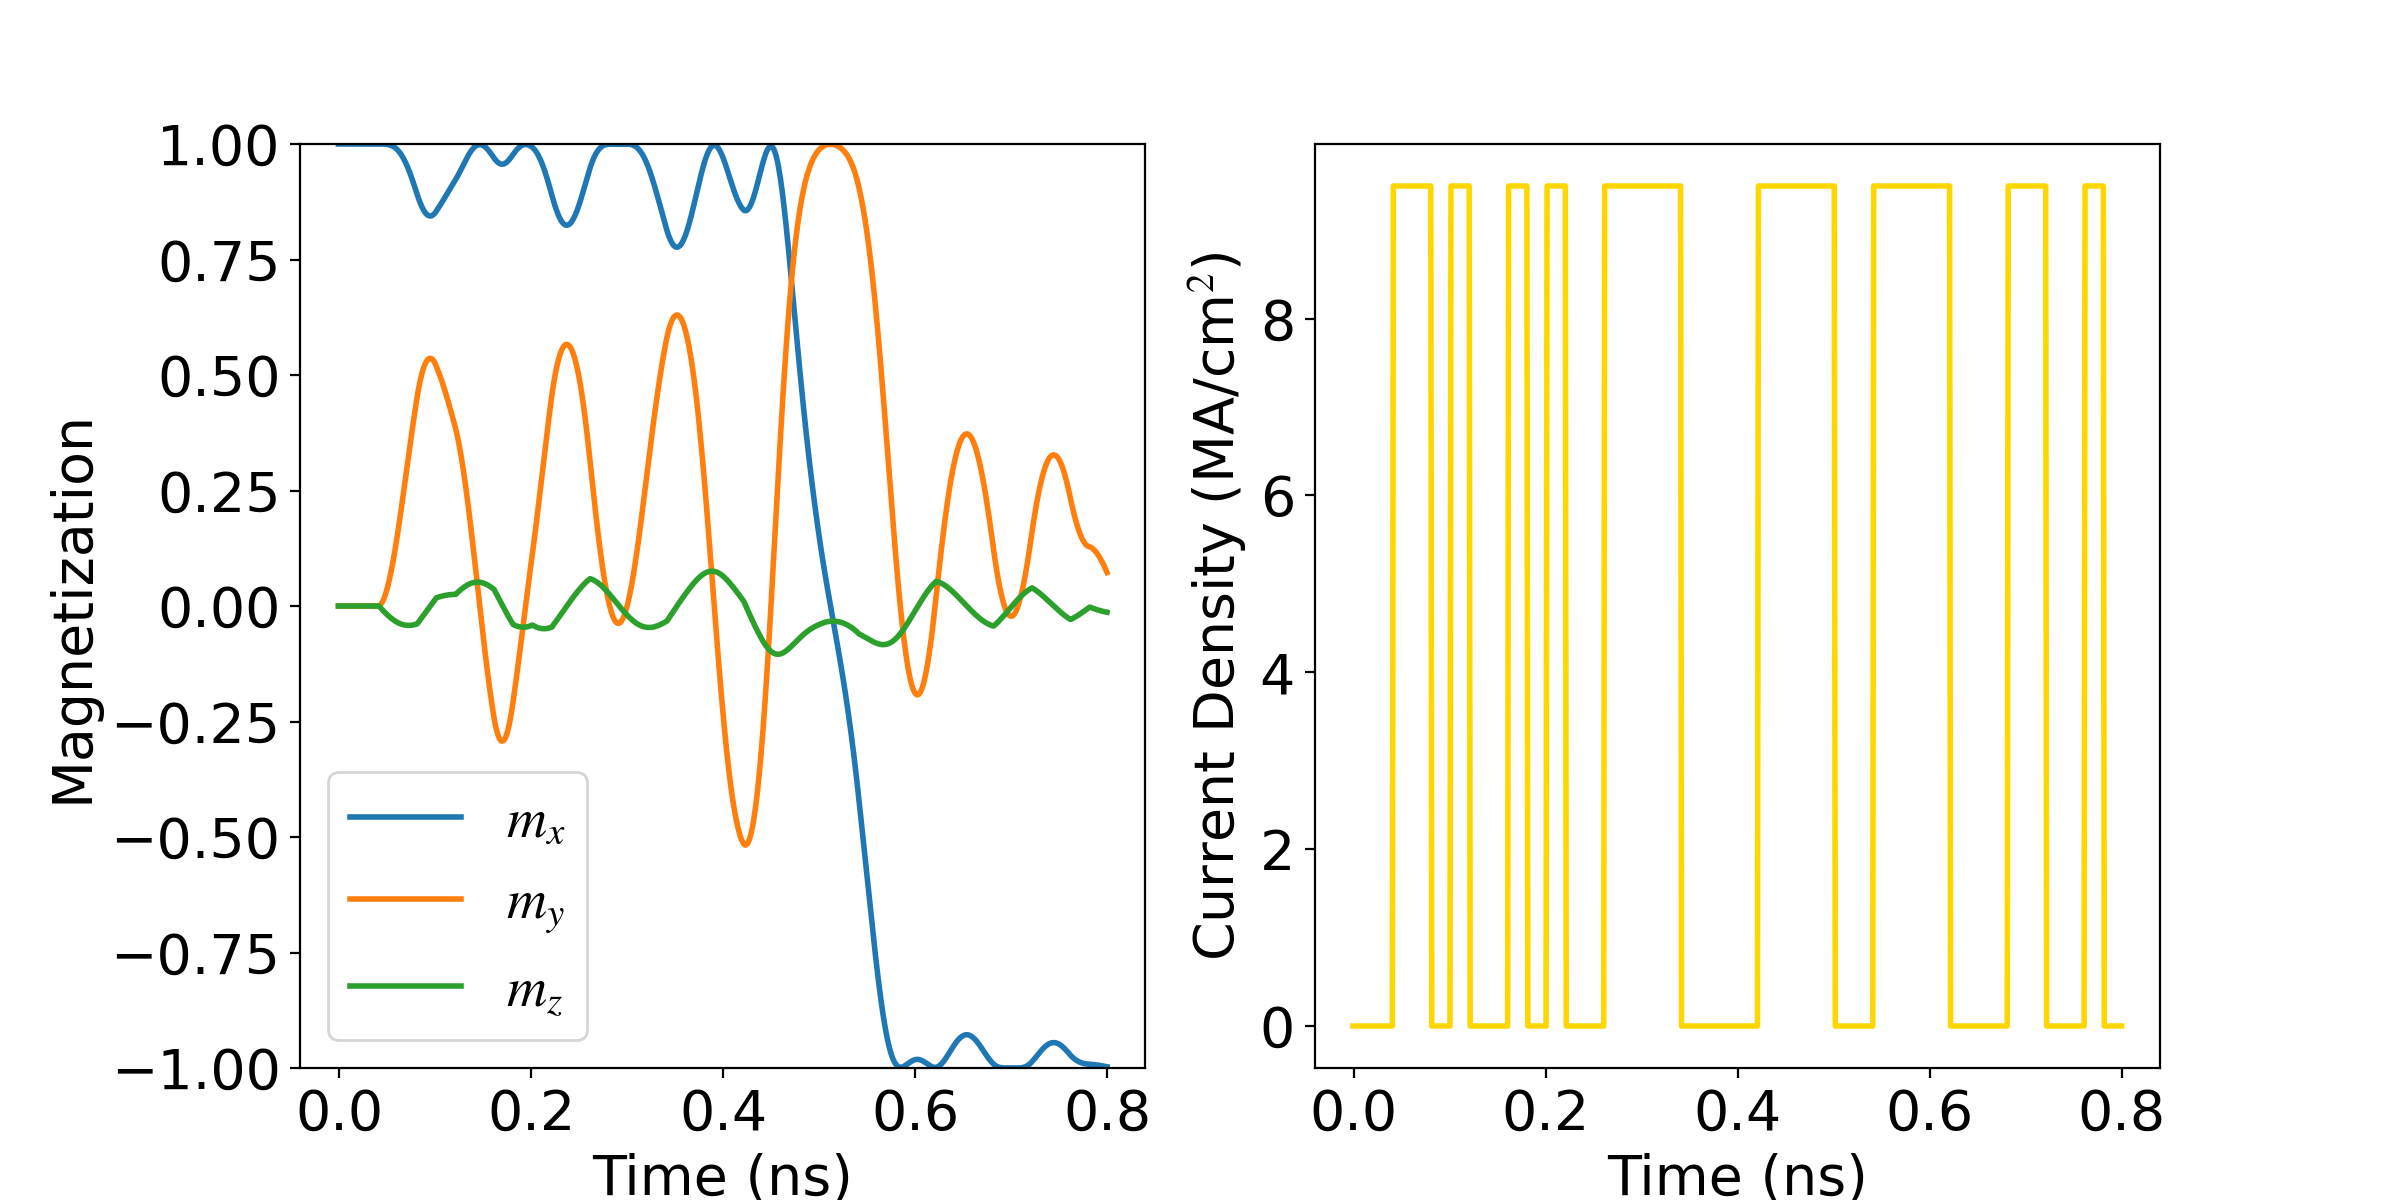 Magnetization
1.00
0.75
0.50
0.25
0.00
−0.25
−0.50
−0.75
−1.00
m_x
m_y
m_z
0.0 0.2 0.4 0.6 0.8
Time (ns)
Current Density (MA/cm²)
8
6
4
2
0
0.0 0.2 0.4 0.6 0.8
Time (ns)